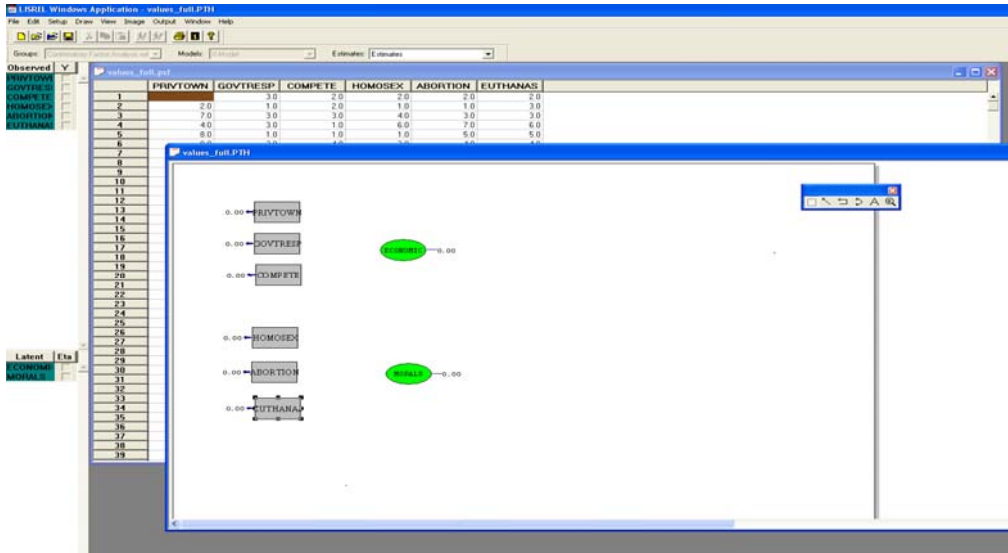 LISREL Windows Application - values_full.PTH
File Edit Setup Draw View Image Output Window Help
Groups: Models: X-Model Estimates: Estimates
Observed Y
PRIVTOWN
GOVTRESP
COMPETE
HOMOSEX
ABORTION
EUTHANAS
Latent Eta
ECONOMI
MORALS
values_full.psf
PRIVTOWN GOVTRESP COMPETE HOMOSEX ABORTION EUTHANAS
1 3.0 2.0 2.0 2.0 2.0
2 2.0 1.0 2.0 1.0 1.0 3.0
3 7.0 3.0 3.0 4.0 3.0 3.0
4 4.0 3.0 1.0 6.0 7.0 6.0
5 8.0 1.0 1.0 1.0 5.0 5.0
6
7
8
9
10
11
12
13
14
15
16
17
18
19
20
21
22
23
24
25
26
27
28
29
30
31
32
33
34
35
36
37
38
39
values_full.PTH
0.00 PRIVTOWN
0.00 GOVTRESP
ECONOMIC 0.00
0.00 COMPETE
0.00 HOMOSEX
0.00 ABORTION
MORALS 0.00
0.00 EUTHANA
A